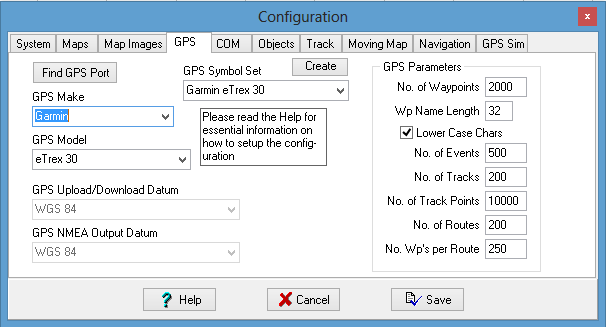 Configuration
x
System Maps Map Images GPS COM Objects Track Moving Map Navigation GPS Sim
Find GPS Port
GPS Make
Garmin
GPS Model
eTrex 30
GPS Upload/Download Datum
WGS 84
GPS NMEA Output Datum
WGS 84
GPS Symbol Set
Create
Garmin eTrex 30
Please read the Help for
essential information on
how to setup the config-
uration
GPS Parameters
No. of Waypoints 2000
Wp Name Length 32
Lower Case Chars
No. of Events 500
No. of Tracks 200
No. of Track Points 10000
No. of Routes 200
No. Wp's per Route 250
? Help
Cancel
Save